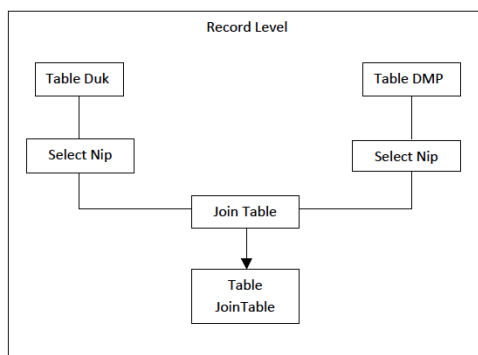 Record Level
Table Duk
Table DMP
Select Nip
Select Nip
Join Table
Table
JoinTable